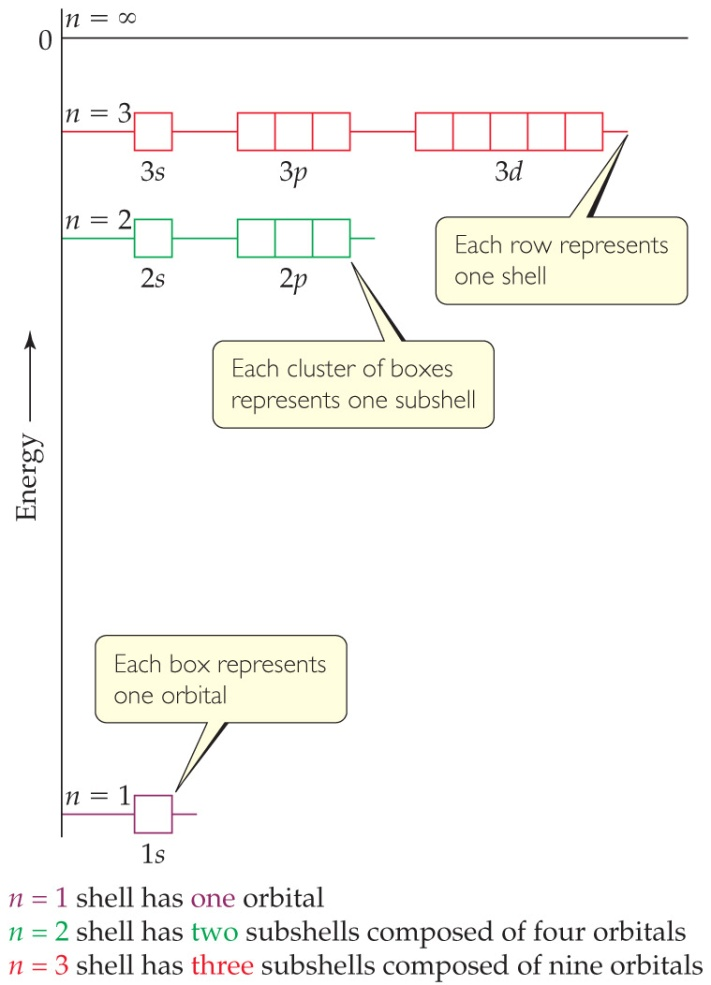 n = ∞
0
n = 3
3s 3p 3d
n = 2
2s 2p
Each row represents
one shell
Each cluster of boxes
represents one subshell
Energy
Each box represents
one orbital
n = 1
1s
n = 1 shell has one orbital
n = 2 shell has two subshells composed of four orbitals
n = 3 shell has three subshells composed of nine orbitals